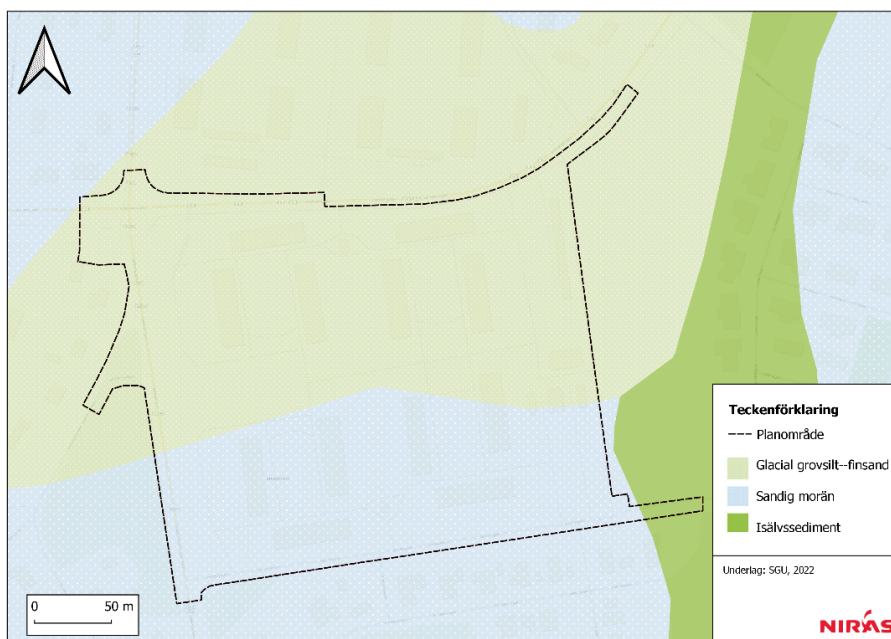 Teckenförklaring
Planområde
Glacial grovsilt--finsand
Sandig morän
Isälvssediment
Underlag: SGU, 2022
0 50 m
NIRAS